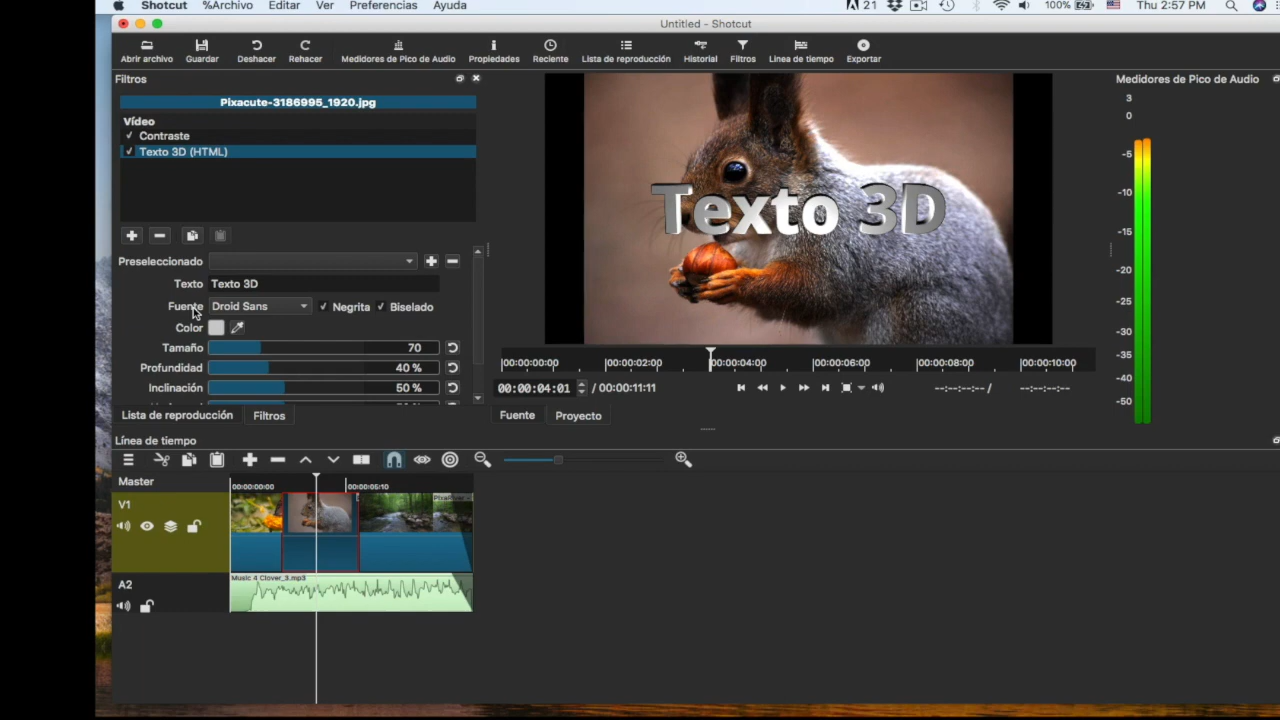 Shotcut %Archivo Editar Ver Preferencias Ayuda 21 100% Thu 2:57 PM
Untitled - Shotcut
Abrir archivo Guardar Deshacer Rehacer Medidores de Pico de Audio Propiedades Reciente Lista de reproducción Historial Filtros Línea de tiempo Exportar
Filtros
Medidores de Pico de Audio
Pixacute-3186995_1920.jpg
Vídeo
Contraste
Texto 3D (HTML)
Texto 3D
3
0
-5
-10
-15
-20
-25
-30
-35
-40
-50
Preseleccionado
Texto Texto 3D
Fuente Droid Sans Negrita Biselado
Color
Tamaño 70
Profundidad 40 %
Inclinación 50 %
00:00:00:00 00:00:02:00 00:00:04:00 00:00:06:00 00:00:08:00 00:00:10:00
00:00:04:01 / 00:00:11:11 --:--:--:-- / --:--:--:--
Lista de reproducción Filtros Fuente Proyecto
Línea de tiempo
Master
00:00:00:00 00:00:05:10
V1
A2
Music 4 Clover_3.mp3